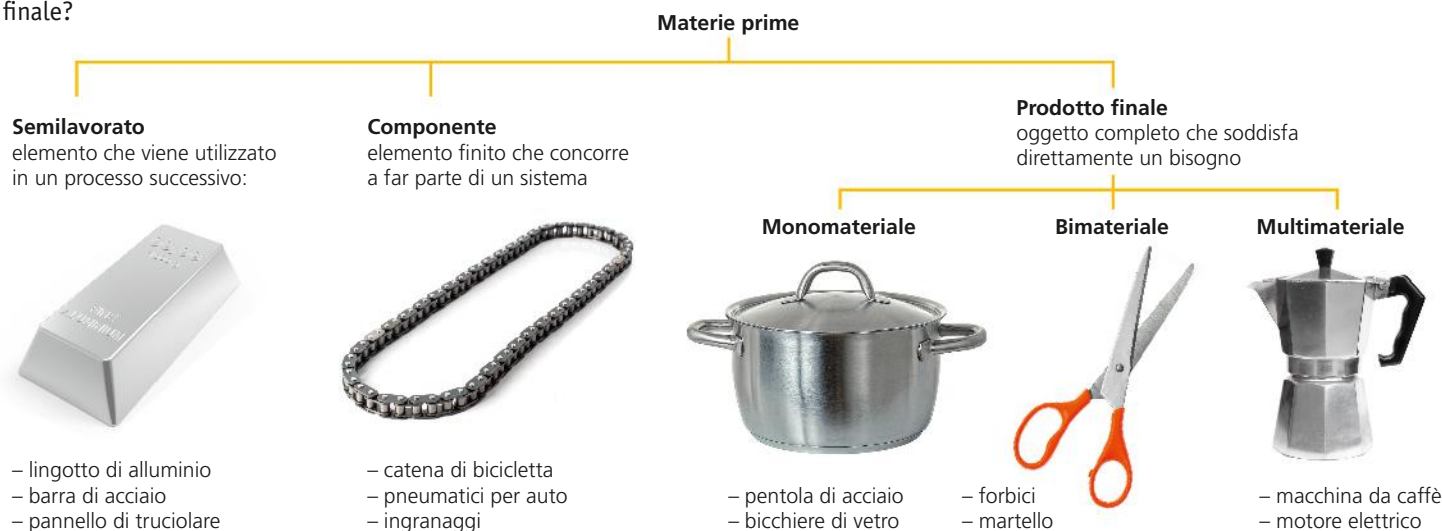 finale?
Materie prime
Semilavorato
elemento che viene utilizzato
in un processo successivo:
Componente
elemento finito che concorre
a far parte di un sistema
Prodotto finale
oggetto completo che soddisfa
direttamente un bisogno
Monomateriale
Bimateriale
Multimateriale
– lingotto di alluminio
– barra di acciaio
– pannello di truciolare
– catena di bicicletta
– pneumatici per auto
– ingranaggi
– pentola di acciaio
– bicchiere di vetro
– forbici
– martello
– macchina da caffè
– motore elettrico